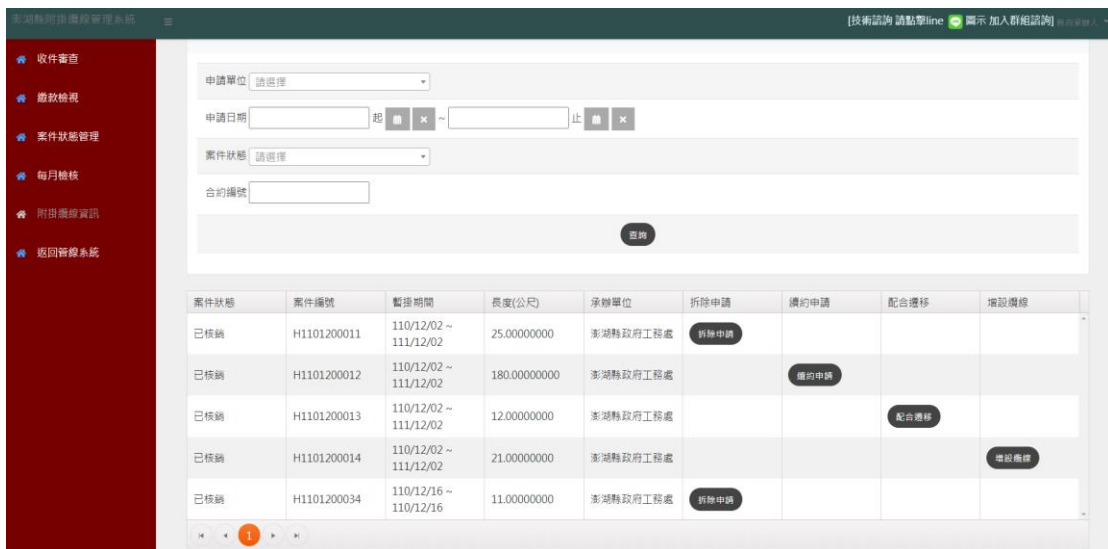 澎湖縣附掛纜線管理系統
[技術諮詢 請點擊line 圖示 加入群組諮詢]
收件審查
繳款檢視
案件狀態管理
每月檢核
附掛纜線資訊
返回管線系統
申請單位 請選擇
申請日期 起 ~ 止
案件狀態 請選擇
合約編號
查詢
案件狀態 案件編號 暫掛期間 長度(公尺) 承辦單位 拆除申請 續約申請 配合遷移 增設纜線
已核銷 H1101200011 110/12/02 ~ 25.00000000 澎湖縣政府工務處 拆除申請
111/12/02
已核銷 H1101200012 110/12/02 ~ 180.00000000 澎湖縣政府工務處 續約申請
111/12/02
已核銷 H1101200013 110/12/02 ~ 12.00000000 澎湖縣政府工務處 配合遷移
111/12/02
已核銷 H1101200014 110/12/02 ~ 21.00000000 澎湖縣政府工務處 增設纜線
111/12/02
已核銷 H1101200034 110/12/16 ~ 11.00000000 澎湖縣政府工務處 拆除申請
110/12/16
1